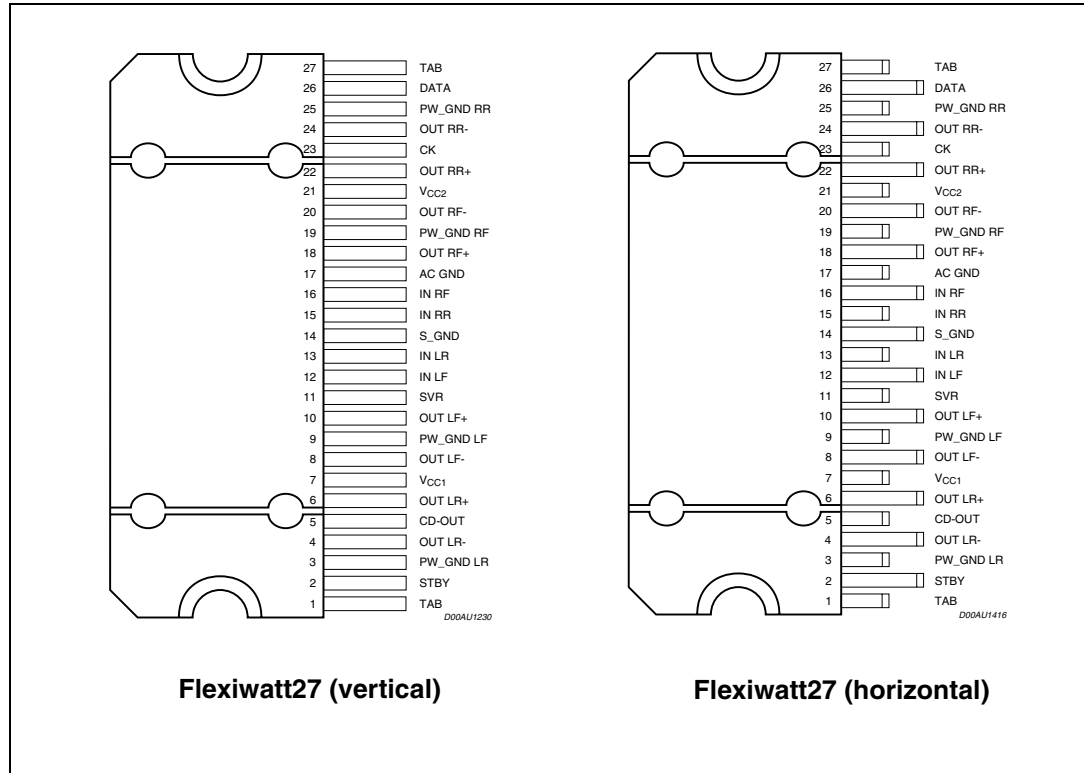 27 TAB
26 DATA
25 PW_GND RR
24 OUT RR-
23 CK
22 OUT RR+
21 VCC2
20 OUT RF-
19 PW_GND RF
18 OUT RF+
17 AC GND
16 IN RF
15 IN RR
14 S_GND
13 IN LR
12 IN LF
11 SVR
10 OUT LF+
9 PW_GND LF
8 OUT LF-
7 VCC1
6 OUT LR+
5 CD-OUT
4 OUT LR-
3 PW_GND LR
2 STBY
1 TAB
D00AU1230
Flexiwatt27 (vertical)
27 TAB
26 DATA
25 PW_GND RR
24 OUT RR-
23 CK
22 OUT RR+
21 VCC2
20 OUT RF-
19 PW_GND RF
18 OUT RF+
17 AC GND
16 IN RF
15 IN RR
14 S_GND
13 IN LR
12 IN LF
11 SVR
10 OUT LF+
9 PW_GND LF
8 OUT LF-
7 VCC1
6 OUT LR+
5 CD-OUT
4 OUT LR-
3 PW_GND LR
2 STBY
1 TAB
D00AU1416
Flexiwatt27 (horizontal)